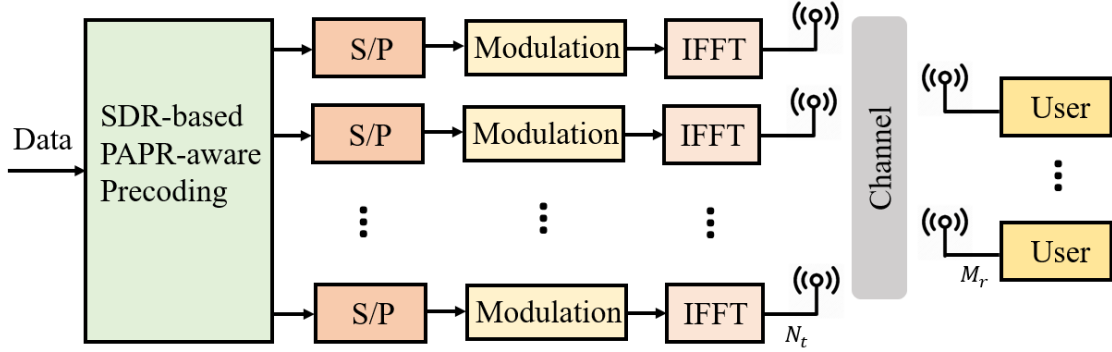 Data
SDR-based
PAPR-aware
Precoding
S/P
Modulation
IFFT
S/P
Modulation
IFFT
S/P
Modulation
IFFT
N_t
Channel
User
User
M_r